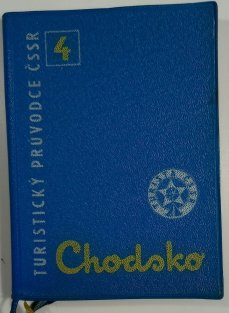 TURISTICKÝ PRŮVODCE ČSSR
4
Chodsko